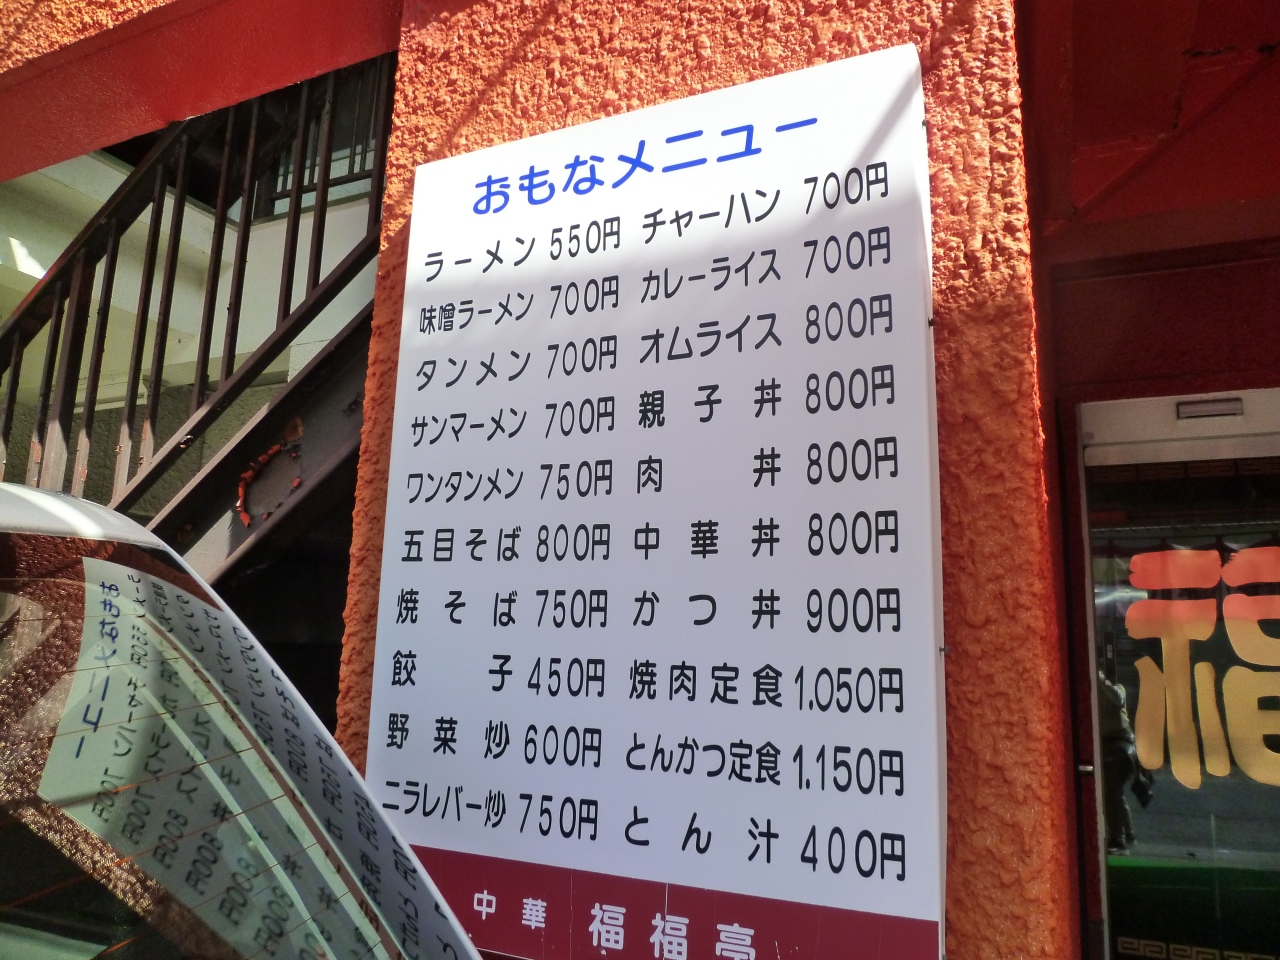 おもなメニュー
ラーメン 550円 チャーハン 700円
味噌ラーメン 700円 カレーライス 700円
タンメン 700円 オムライス 800円
サンマーメン 700円 親子丼 800円
ワンタンメン 750円 肉丼 800円
五目そば 800円 中華丼 800円
焼そば 750円 かつ丼 900円
餃子 450円 焼肉定食 1.050円
野菜炒 600円 とんかつ定食 1.150円
ニラレバー炒 750円 とん汁 400円
中華 福福亭
福